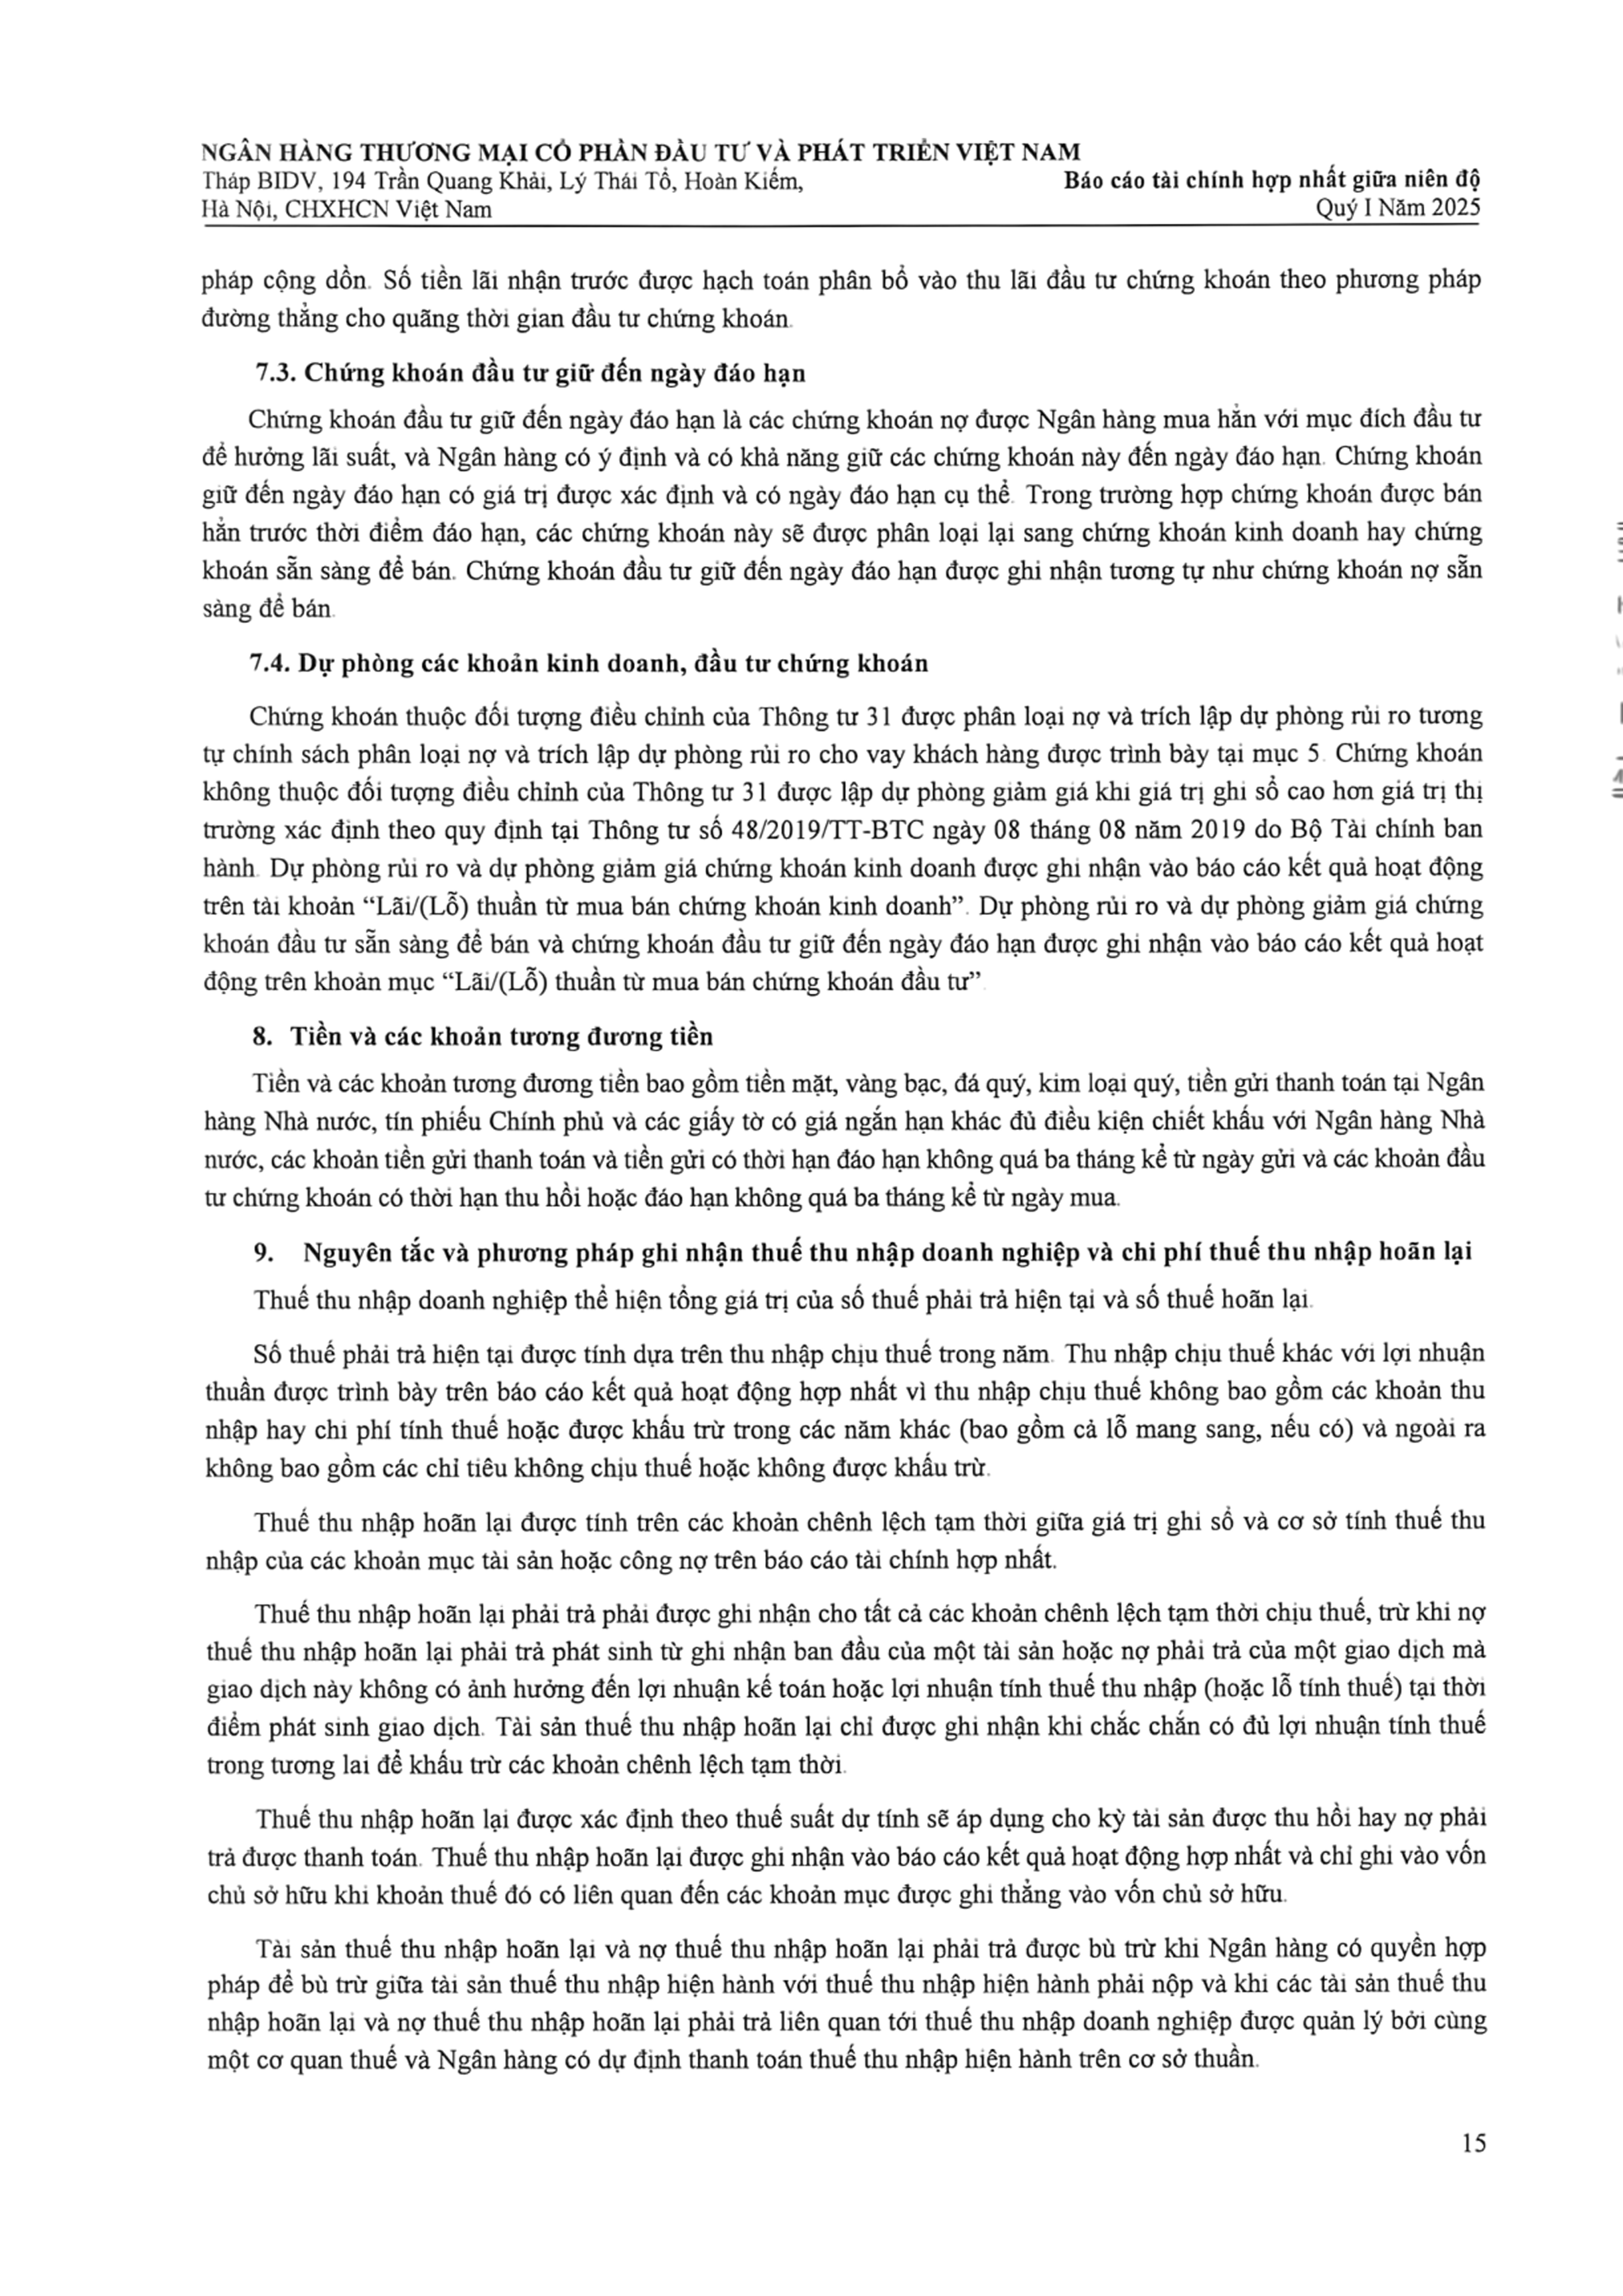 NGÂN HÀNG THƯƠNG MẠI CỔ PHẦN ĐẦU TƯ VÀ PHÁT TRIỂN VIỆT NAM
Tháp BIDV, 194 Trần Quang Khải, Lý Thái Tổ, Hoàn Kiếm,
Báo cáo tài chính hợp nhất giữa niên độ
Hà Nội, CHXHCN Việt Nam
Quý I Năm 2025
pháp cộng dồn. Số tiền lãi nhận trước được hạch toán phân bổ vào thu lãi đầu tư chứng khoán theo phương pháp
đường thẳng cho quãng thời gian đầu tư chứng khoán.
7.3. Chứng khoán đầu tư giữ đến ngày đáo hạn
Chứng khoán đầu tư giữ đến ngày đáo hạn là các chứng khoán nợ được Ngân hàng mua hẳn với mục đích đầu tư
để hưởng lãi suất, và Ngân hàng có ý định và có khả năng giữ các chứng khoán này đến ngày đáo hạn. Chứng khoán
giữ đến ngày đáo hạn có giá trị được xác định và có ngày đáo hạn cụ thể. Trong trường hợp chứng khoán được bán
hẳn trước thời điểm đáo hạn, các chứng khoán này sẽ được phân loại lại sang chứng khoán kinh doanh hay chứng
khoán sẵn sàng để bán. Chứng khoán đầu tư giữ đến ngày đáo hạn được ghi nhận tương tự như chứng khoán nợ sẵn
sàng để bán.
7.4. Dự phòng các khoản kinh doanh, đầu tư chứng khoán
Chứng khoán thuộc đối tượng điều chỉnh của Thông tư 31 được phân loại nợ và trích lập dự phòng rủi ro tương
tự chính sách phân loại nợ và trích lập dự phòng rủi ro cho vay khách hàng được trình bày tại mục 5. Chứng khoán
không thuộc đối tượng điều chỉnh của Thông tư 31 được lập dự phòng giảm giá khi giá trị ghi sổ cao hơn giá trị thị
trường xác định theo quy định tại Thông tư số 48/2019/TT-BTC ngày 08 tháng 08 năm 2019 do Bộ Tài chính ban
hành. Dự phòng rủi ro và dự phòng giảm giá chứng khoán kinh doanh được ghi nhận vào báo cáo kết quả hoạt động
trên tài khoản “Lãi/(Lỗ) thuần từ mua bán chứng khoán kinh doanh”. Dự phòng rủi ro và dự phòng giảm giá chứng
khoán đầu tư sẵn sàng để bán và chứng khoán đầu tư giữ đến ngày đáo hạn được ghi nhận vào báo cáo kết quả hoạt
động trên khoản mục “Lãi/(Lỗ) thuần từ mua bán chứng khoán đầu tư”.
8. Tiền và các khoản tương đương tiền
Tiền và các khoản tương đương tiền bao gồm tiền mặt, vàng bạc, đá quý, kim loại quý, tiền gửi thanh toán tại Ngân
hàng Nhà nước, tín phiếu Chính phủ và các giấy tờ có giá ngắn hạn khác đủ điều kiện chiết khấu với Ngân hàng Nhà
nước, các khoản tiền gửi thanh toán và tiền gửi có thời hạn đáo hạn không quá ba tháng kể từ ngày gửi và các khoản đầu
tư chứng khoán có thời hạn thu hồi hoặc đáo hạn không quá ba tháng kể từ ngày mua.
9. Nguyên tắc và phương pháp ghi nhận thuế thu nhập doanh nghiệp và chi phí thuế thu nhập hoãn lại
Thuế thu nhập doanh nghiệp thể hiện tổng giá trị của số thuế phải trả hiện tại và số thuế hoãn lại.
Số thuế phải trả hiện tại được tính dựa trên thu nhập chịu thuế trong năm. Thu nhập chịu thuế khác với lợi nhuận
thuần được trình bày trên báo cáo kết quả hoạt động hợp nhất vì thu nhập chịu thuế không bao gồm các khoản thu
nhập hay chi phí tính thuế hoặc được khấu trừ trong các năm khác (bao gồm cả lỗ mang sang, nếu có) và ngoài ra
không bao gồm các chỉ tiêu không chịu thuế hoặc không được khấu trừ.
Thuế thu nhập hoãn lại được tính trên các khoản chênh lệch tạm thời giữa giá trị ghi sổ và cơ sở tính thuế thu
nhập của các khoản mục tài sản hoặc công nợ trên báo cáo tài chính hợp nhất.
Thuế thu nhập hoãn lại phải trả phải được ghi nhận cho tất cả các khoản chênh lệch tạm thời chịu thuế, trừ khi nợ
thuế thu nhập hoãn lại phải trả phát sinh từ ghi nhận ban đầu của một tài sản hoặc nợ phải trả của một giao dịch mà
giao dịch này không có ảnh hưởng đến lợi nhuận kế toán hoặc lợi nhuận tính thuế thu nhập (hoặc lỗ tính thuế) tại thời
điểm phát sinh giao dịch. Tài sản thuế thu nhập hoãn lại chỉ được ghi nhận khi chắc chắn có đủ lợi nhuận tính thuế
trong tương lai để khấu trừ các khoản chênh lệch tạm thời.
Thuế thu nhập hoãn lại được xác định theo thuế suất dự tính sẽ áp dụng cho kỳ tài sản được thu hồi hay nợ phải
trả được thanh toán. Thuế thu nhập hoãn lại được ghi nhận vào báo cáo kết quả hoạt động hợp nhất và chỉ ghi vào vốn
chủ sở hữu khi khoản thuế đó có liên quan đến các khoản mục được ghi thẳng vào vốn chủ sở hữu.
Tài sản thuế thu nhập hoãn lại và nợ thuế thu nhập hoãn lại phải trả được bù trừ khi Ngân hàng có quyền hợp
pháp để bù trừ giữa tài sản thuế thu nhập hiện hành với thuế thu nhập hiện hành phải nộp và khi các tài sản thuế thu
nhập hoãn lại và nợ thuế thu nhập hoãn lại phải trả liên quan tới thuế thu nhập doanh nghiệp được quản lý bởi cùng
một cơ quan thuế và Ngân hàng có dự định thanh toán thuế thu nhập hiện hành trên cơ sở thuần.
15